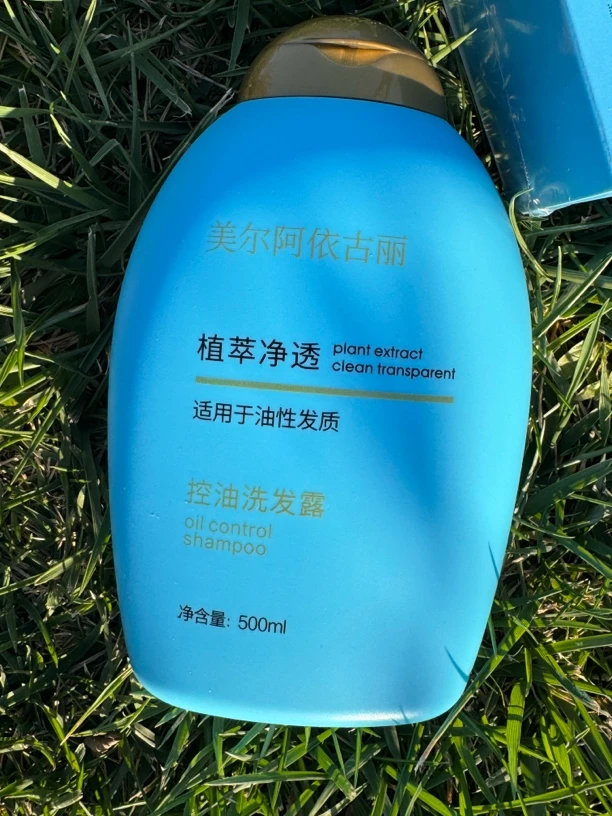 美尔阿依古丽
植萃净透
plant extract
clean transparent
适用于油性发质
控油洗发露
oil control
shampoo
净含量: 500ml